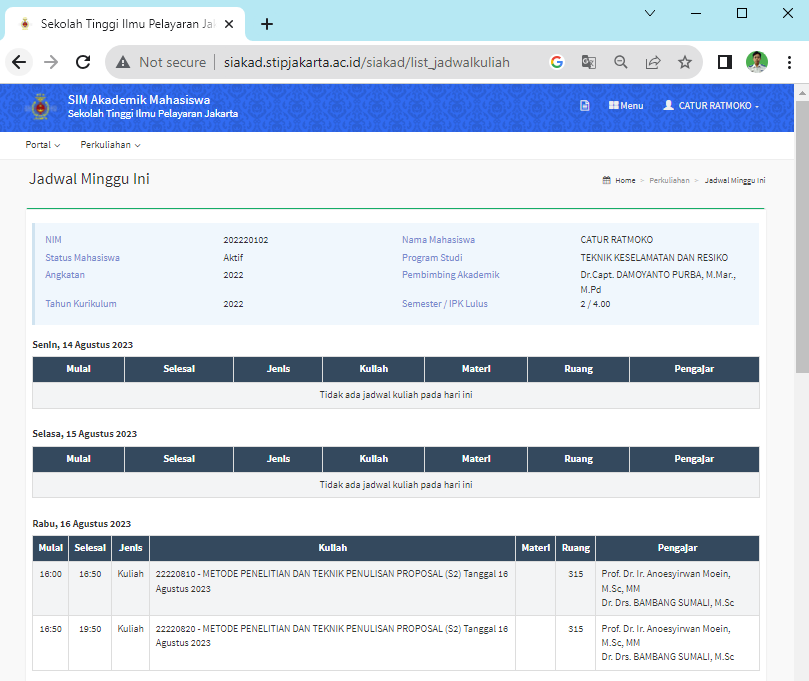 Sekolah Tinggi Ilmu Pelayaran Jak
Not secure siakad.stipjakarta.ac.id/siakad/list_jadwalkuliah
SIM Akademik Mahasiswa
Sekolah Tinggi Ilmu Pelayaran Jakarta
Menu CATUR RATMOKO
Portal Perkuliahan
Jadwal Minggu Ini
Home > Perkuliahan > Jadwal Minggu Ini
NIM 202220102 Nama Mahasiswa CATUR RATMOKO
Status Mahasiswa Aktif Program Studi TEKNIK KESELAMATAN DAN RESIKO
Angkatan 2022 Pembimbing Akademik Dr.Capt. DAMOYANTO PURBA, M.Mar.,
M.Pd
Tahun Kurikulum 2022 Semester / IPK Lulus 2 / 4.00
Senin, 14 Agustus 2023
Mulai Selesai Jenis Kuliah Materi Ruang Pengajar
Tidak ada jadwal kuliah pada hari ini
Selasa, 15 Agustus 2023
Mulai Selesai Jenis Kuliah Materi Ruang Pengajar
Tidak ada jadwal kuliah pada hari ini
Rabu, 16 Agustus 2023
Mulai Selesai Jenis Kuliah Materi Ruang Pengajar
16:00 16:50 Kuliah 22220810 - METODE PENELITIAN DAN TEKNIK PENULISAN PROPOSAL (S2) Tanggal 16 315 Prof. Dr. Ir. Anoesyirwan Moein,
Agustus 2023 M.Sc, MM
Dr. Drs. BAMBANG SUMALI, M.Sc
16:50 19:50 Kuliah 22220820 - METODE PENELITIAN DAN TEKNIK PENULISAN PROPOSAL (S2) Tanggal 16 315 Prof. Dr. Ir. Anoesyirwan Moein,
Agustus 2023 M.Sc, MM
Dr. Drs. BAMBANG SUMALI, M.Sc